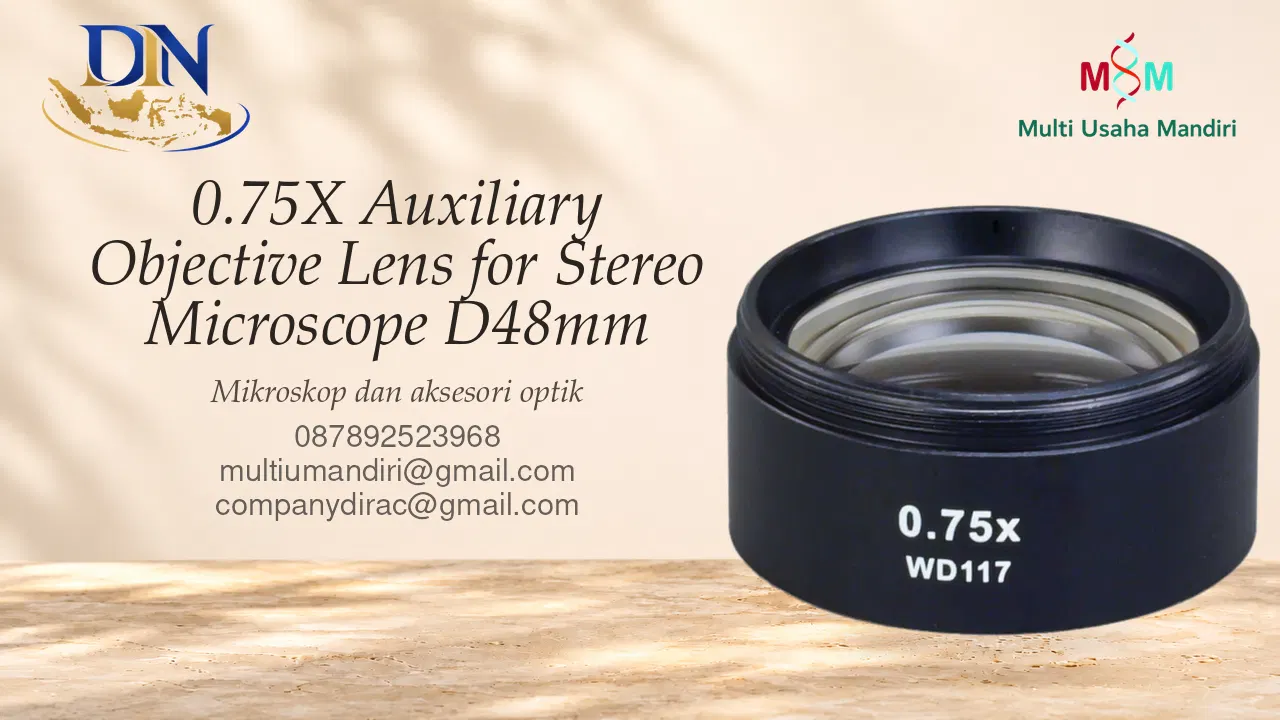 DIN
M M
Multi Usaha Mandiri
0.75X Auxiliary
Objective Lens for Stereo
Microscope D48mm
Mikroskop dan aksesori optik
087892523968
multiumandiri@gmail.com
companydirac@gmail.com
0.75x
WD117